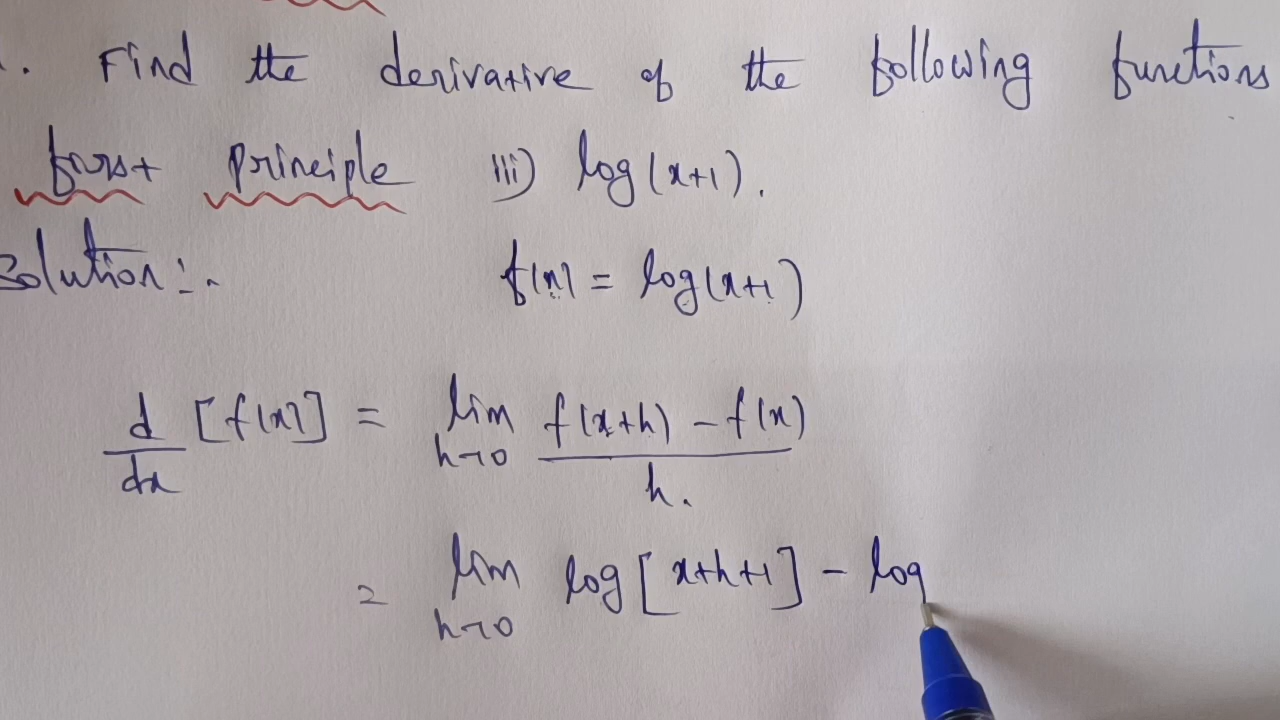 . Find the derivative of the following functions
first principle iii) log(x+1).
Solution:-
f(x) = log(x+1)
d/dx [f(x)] = lim h→0 f(x+h) - f(x) / h.
= lim h→0 log[x+h+1] - log